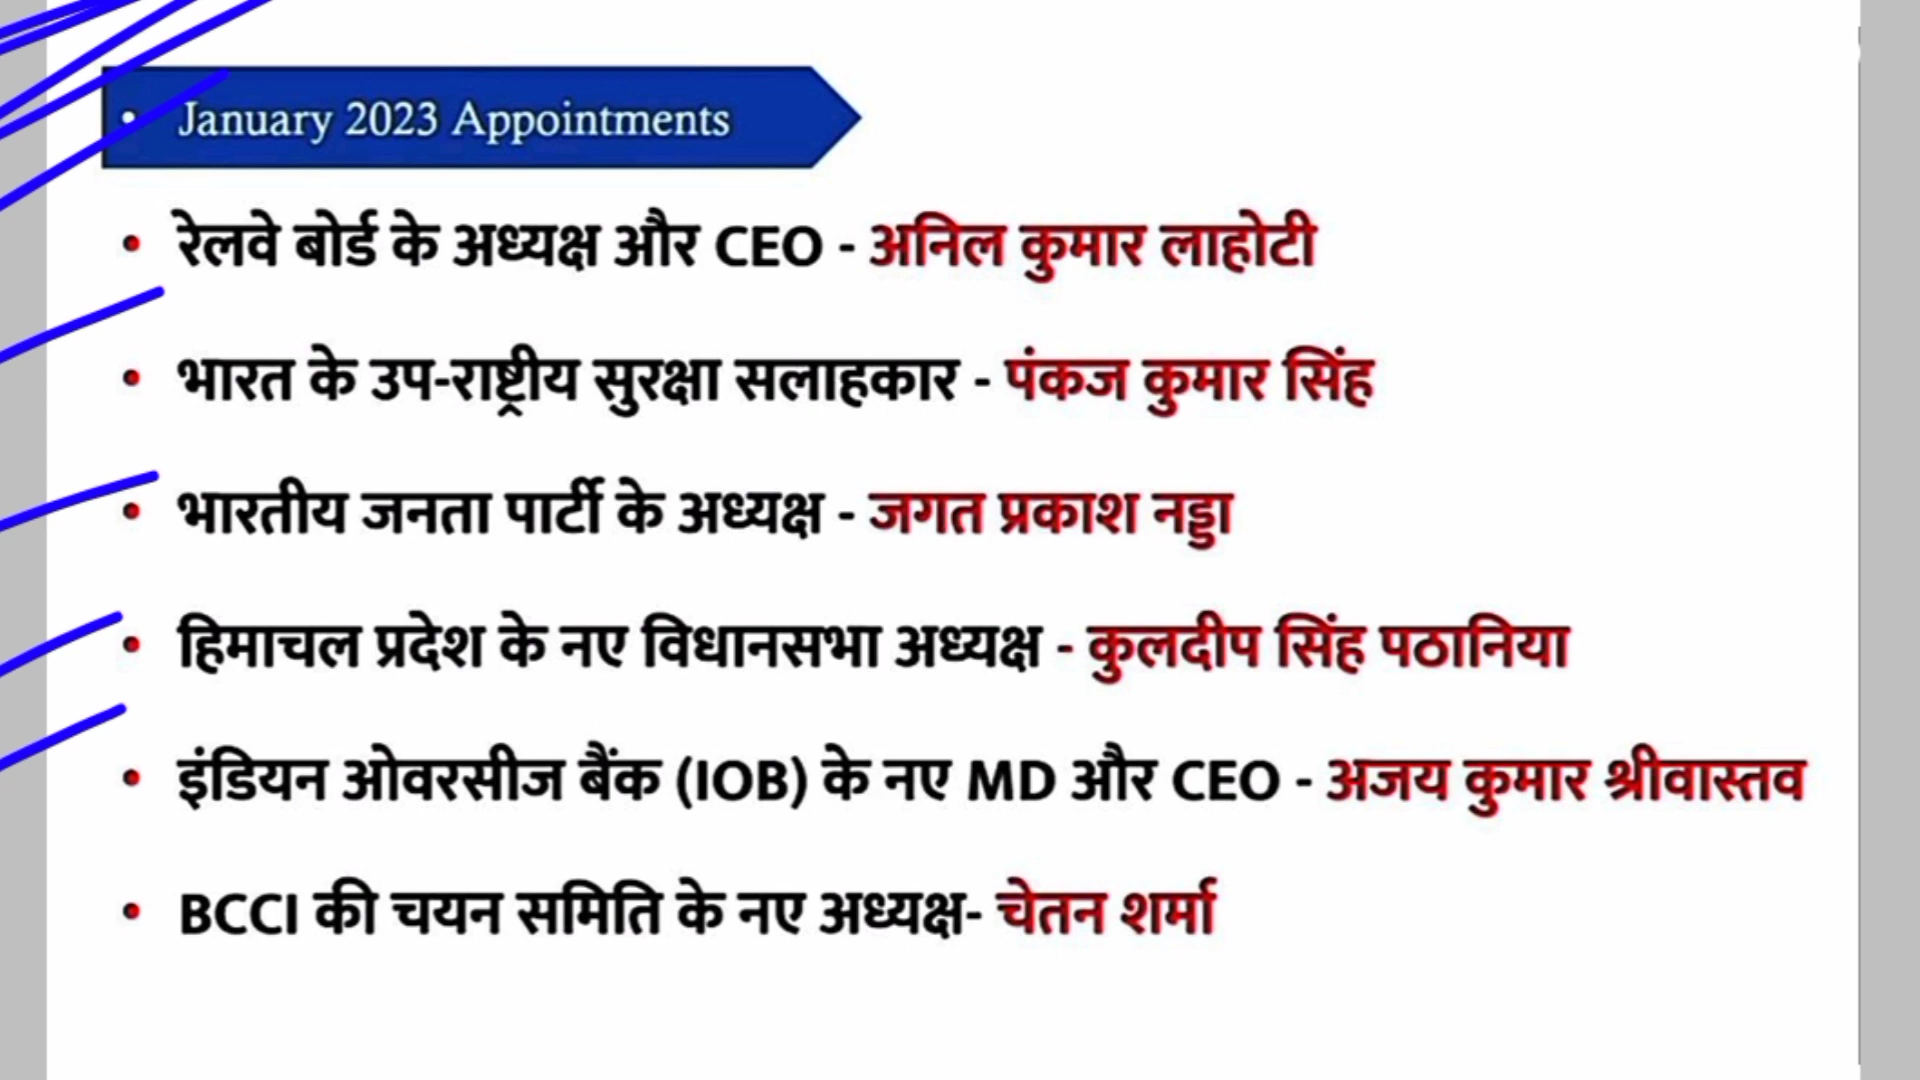 • January 2023 Appointments
• रेलवे बोर्ड के अध्यक्ष और CEO - अनिल कुमार लाहोटी
• भारत के उप-राष्ट्रीय सुरक्षा सलाहकार - पंकज कुमार सिंह
• भारतीय जनता पार्टी के अध्यक्ष - जगत प्रकाश नड्डा
• हिमाचल प्रदेश के नए विधानसभा अध्यक्ष - कुलदीप सिंह पठानिया
• इंडियन ओवरसीज बैंक (IOB) के नए MD और CEO - अजय कुमार श्रीवास्तव
• BCCI की चयन समिति के नए अध्यक्ष- चेतन शर्मा